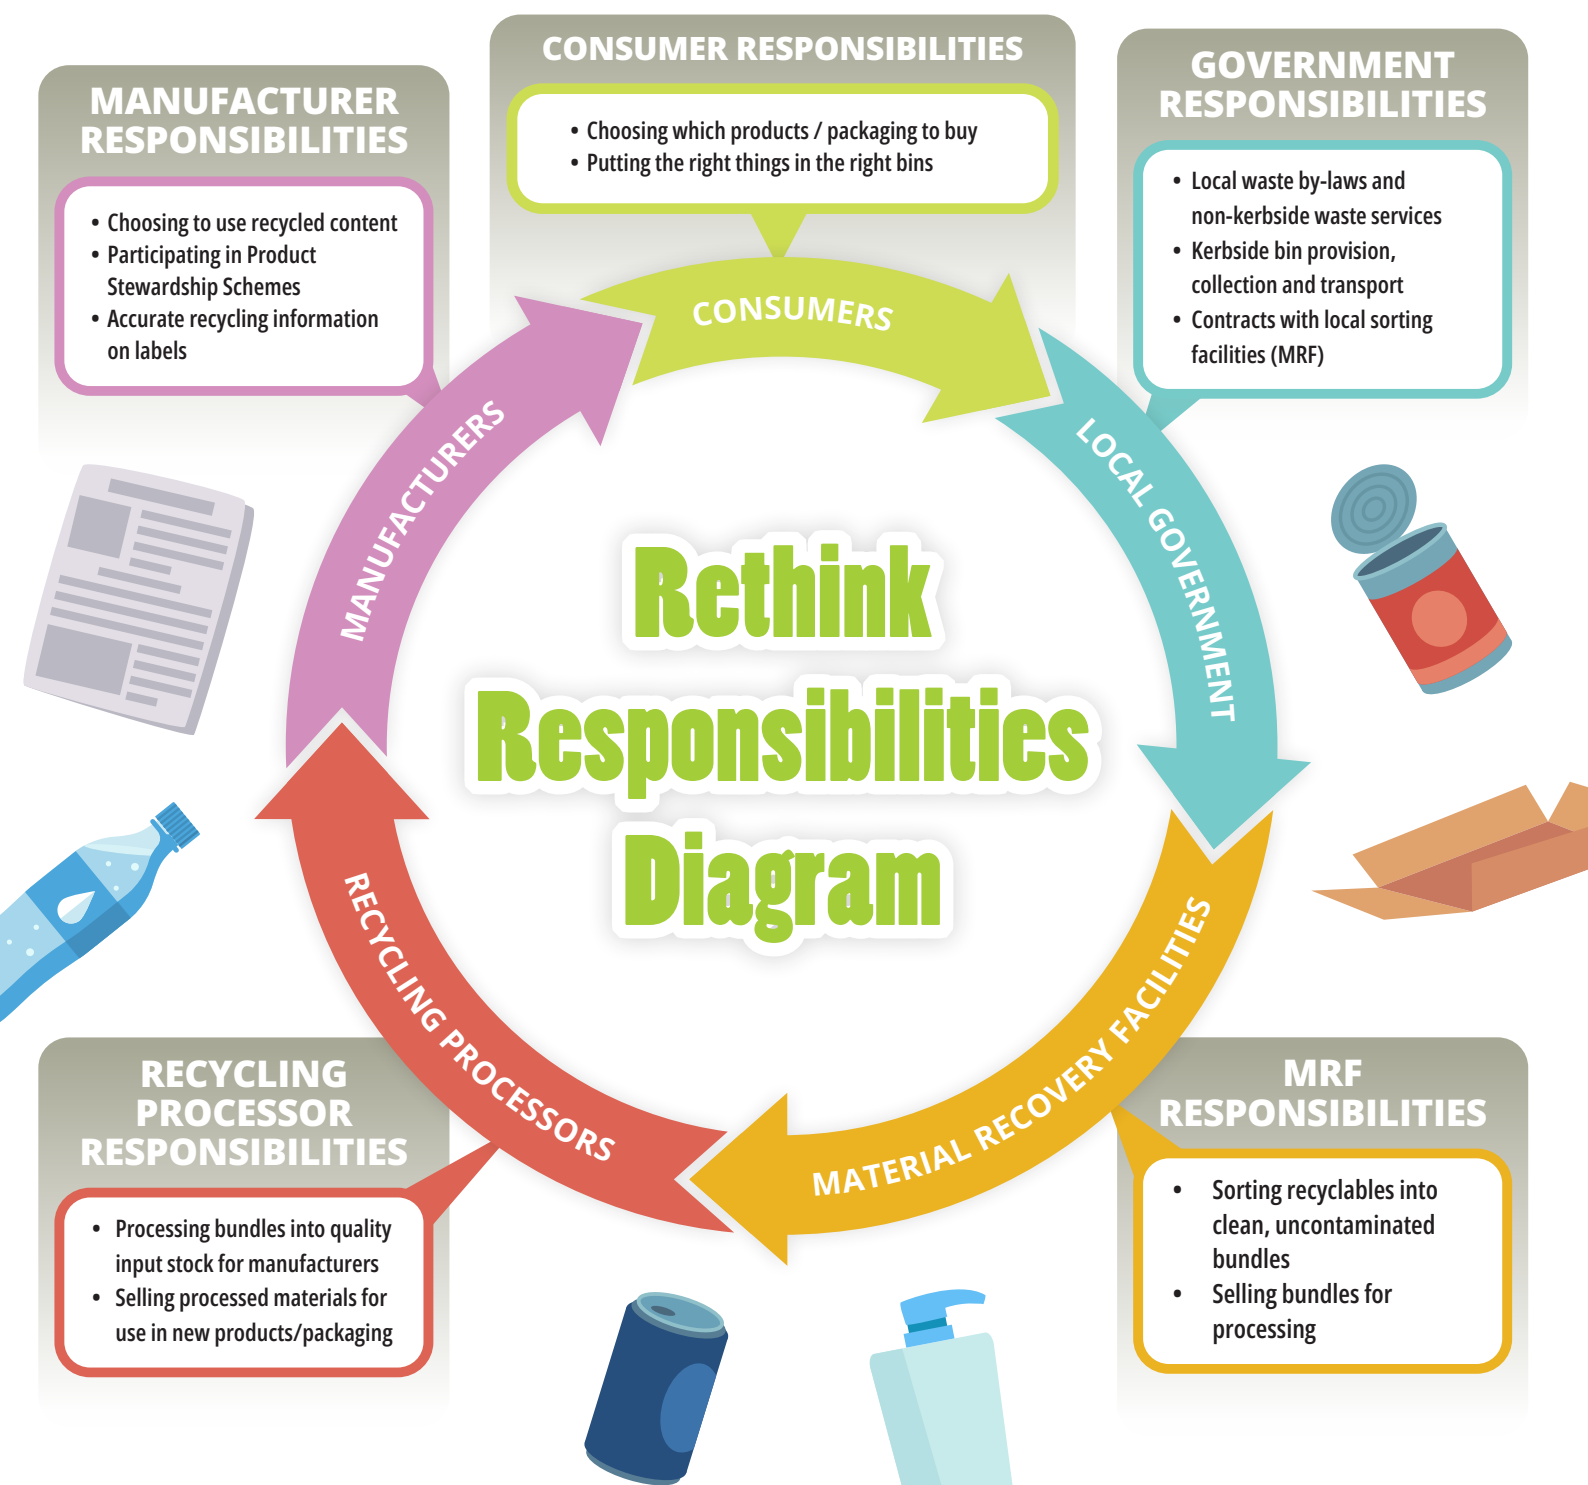 CONSUMER RESPONSIBILITIES
• Choosing which products / packaging to buy
• Putting the right things in the right bins
GOVERNMENT
RESPONSIBILITIES
• Local waste by-laws and
non-kerbside waste services
• Kerbside bin provision,
collection and transport
• Contracts with local sorting
facilities (MRF)
MANUFACTURER
RESPONSIBILITIES
• Choosing to use recycled content
• Participating in Product
Stewardship Schemes
• Accurate recycling information
on labels
CONSUMERS
LOCAL GOVERNMENT
MANUFACTURERS
Rethink
Responsibilities
Diagram
RECYCLING PROCESSORS
MATERIAL RECOVERY FACILITIES
RECYCLING
PROCESSOR
RESPONSIBILITIES
• Processing bundles into quality
input stock for manufacturers
• Selling processed materials for
use in new products/packaging
MRF
RESPONSIBILITIES
• Sorting recyclables into
clean, uncontaminated
bundles
• Selling bundles for
processing